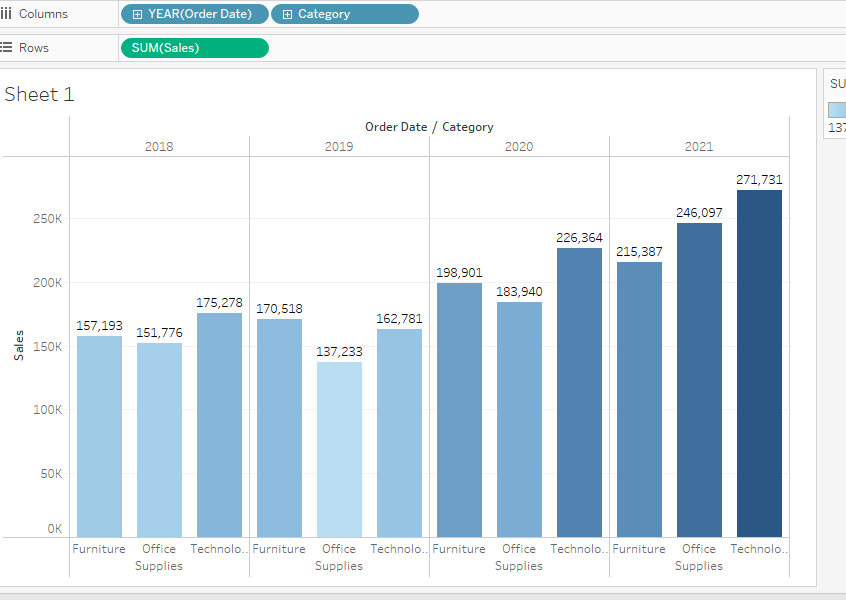 Columns
YEAR(Order Date)
Category
Rows
SUM(Sales)
Sheet 1
SU
137
Order Date / Category
2018 2019 2020 2021
Sales
250K
200K
150K
100K
50K
0K
157,193 151,776 175,278 170,518 137,233 162,781 198,901 183,940 226,364 215,387 246,097 271,731
Furniture Office Technolo.. Furniture Office Technolo.. Furniture Office Technolo.. Furniture Office Technolo..
Supplies Supplies Supplies Supplies